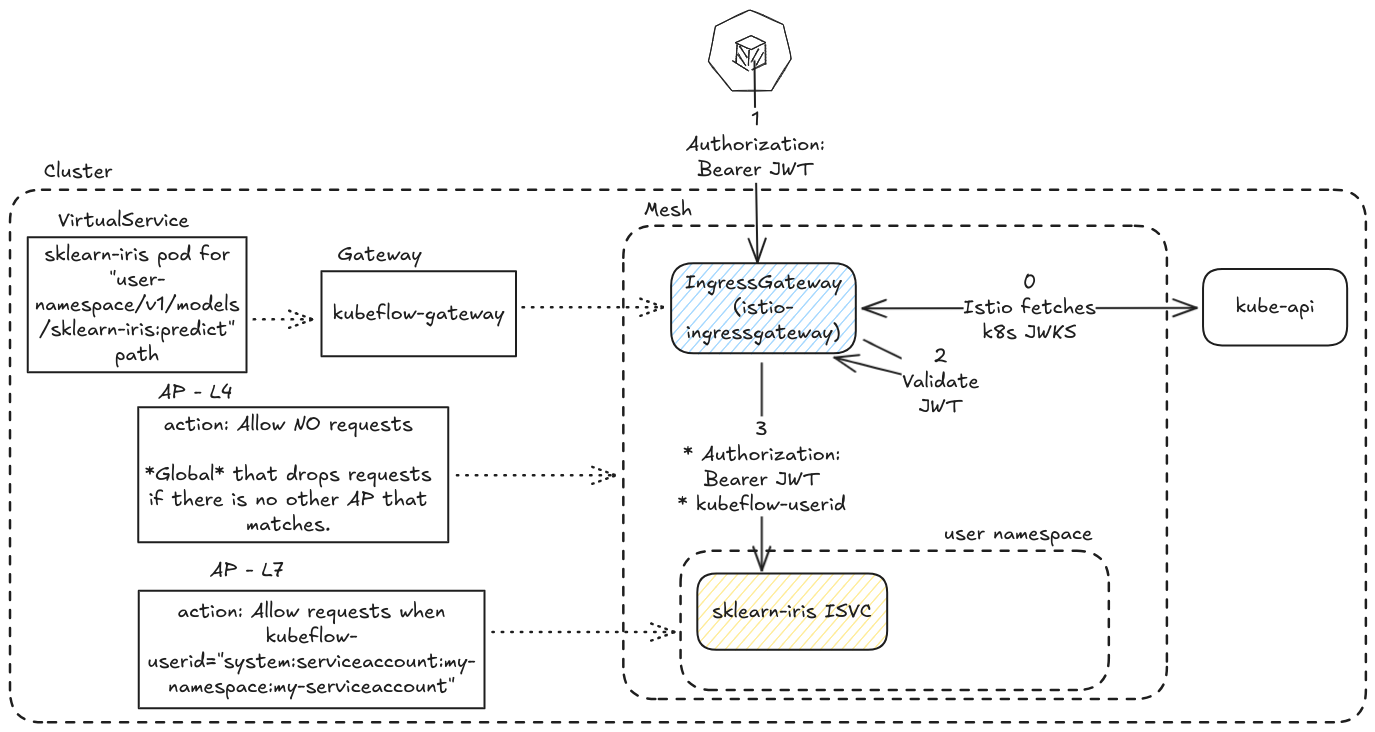 1
Authorization:
Bearer JWT
Cluster
VirtualService
sklearn-iris pod for
"user-
namespace/v1/models
/sklearn-iris:predict"
path
Gateway
kubeflow-gateway
Mesh
IngressGateway
(istio-
ingressgateway)
0
Istio fetches
k8s JWKS
kube-api
2
Validate
JWT
AP - L4
action: Allow NO requests
*Global* that drops requests
if there is no other AP that
matches.
3
* Authorization:
Bearer JWT
* kubeflow-userid
user namespace
sklearn-iris ISVC
AP - L7
action: Allow requests when
kubeflow-
userid="system:serviceaccount:my-
namespace:my-serviceaccount"